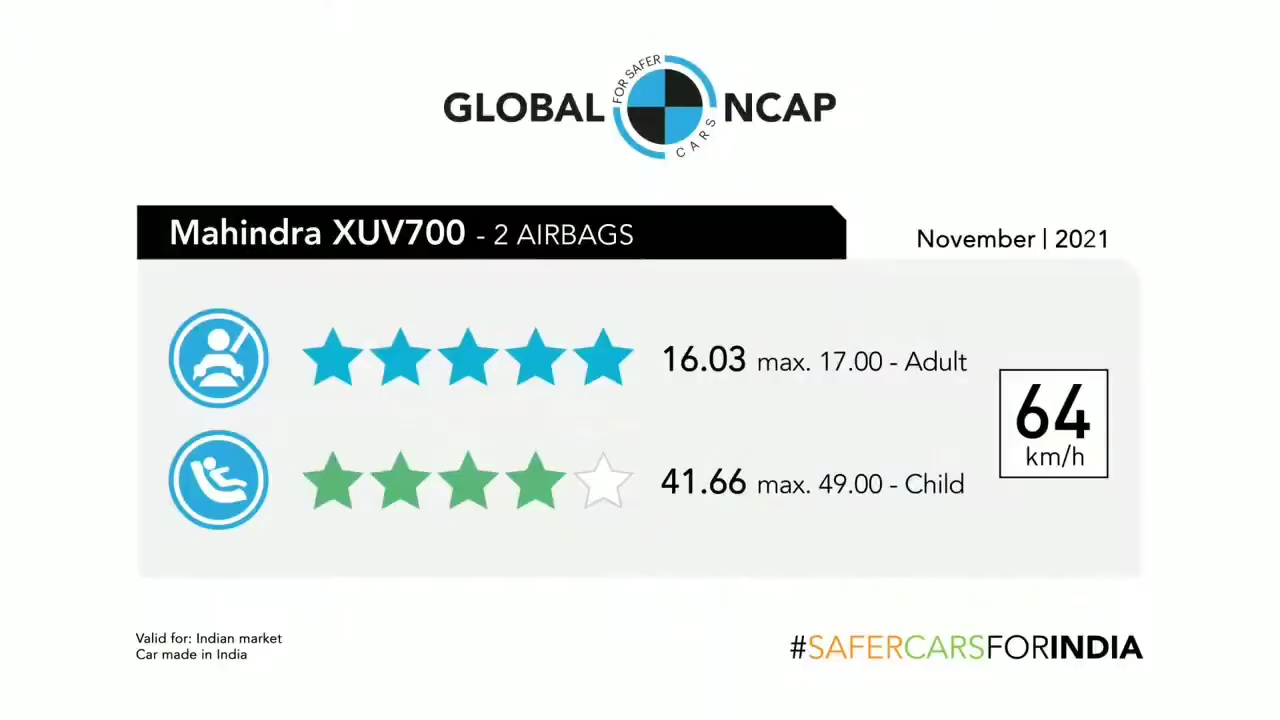 GLOBAL FOR SAFER CARS NCAP
Mahindra XUV700 - 2 AIRBAGS
November | 2021
16.03 max. 17.00 - Adult
64
km/h
41.66 max. 49.00 - Child
Valid for: Indian market
Car made in India
#SAFERCARSFORINDIA